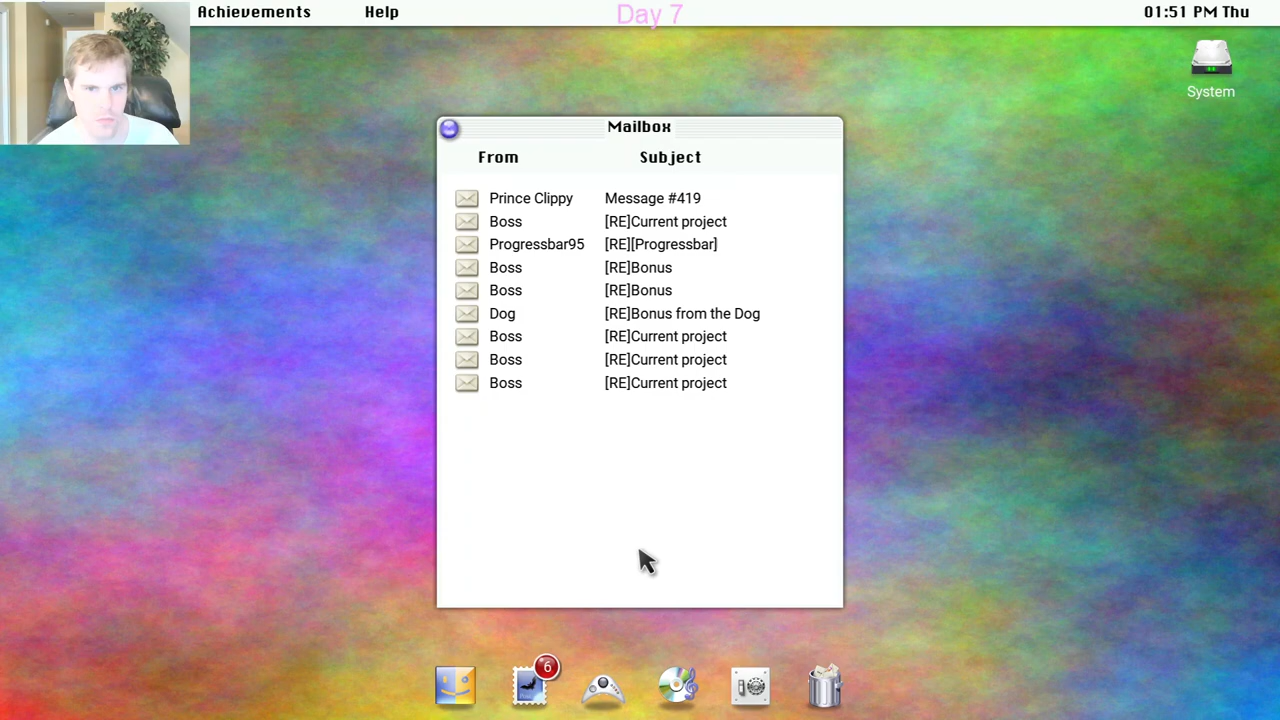 Achievements Help Day 7 01:51 PM Thu
System
Mailbox
From Subject
Prince Clippy Message #419
Boss [RE]Current project
Progressbar95 [RE][Progressbar]
Boss [RE]Bonus
Boss [RE]Bonus
Dog [RE]Bonus from the Dog
Boss [RE]Current project
Boss [RE]Current project
Boss [RE]Current project
6